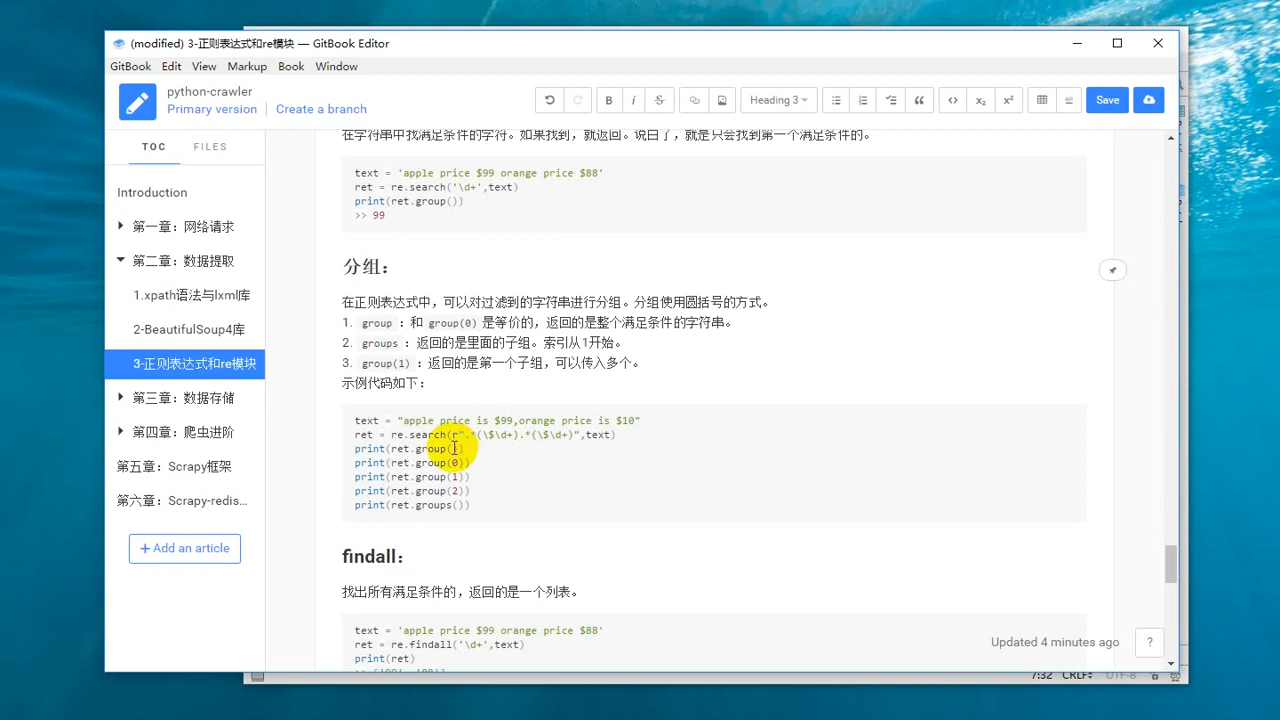 (modified) 3-正则表达式和re模块 — GitBook Editor
GitBook Edit View Markup Book Window
python-crawler
Primary version Create a branch
B i S Heading 3 Save
TOC FILES
Introduction
第一章：网络请求
第二章：数据提取
1.xpath语法与lxml库
2-BeautifulSoup4库
3-正则表达式和re模块
第三章：数据存储
第四章：爬虫进阶
第五章：Scrapy框架
第六章：Scrapy-redis...
+ Add an article
在字符串中找满足条件的字符。如果找到，就返回。说白了，就是只会找到第一个满足条件的。
text = 'apple price $99 orange price $88'
ret = re.search('\d+',text)
print(ret.group())
>> 99
分组：
在正则表达式中，可以对过滤到的字符串进行分组。分组使用圆括号的方式。
1. group ：和 group(0) 是等价的，返回的是整个满足条件的字符串。
2. groups ：返回的是里面的子组。索引从1开始。
3. group(1) ：返回的是第一个子组，可以传入多个。
示例代码如下：
text = "apple price is $99,orange price is $10"
ret = re.search(r".*(\$\d+).*(\$\d+)",text)
print(ret.group())
print(ret.group(0))
print(ret.group(1))
print(ret.group(2))
print(ret.groups())
findall：
找出所有满足条件的，返回的是一个列表。
text = 'apple price $99 orange price $88'
ret = re.findall('\d+',text)
print(ret)
Updated 4 minutes ago ?
7:32 CRLF UTF-8